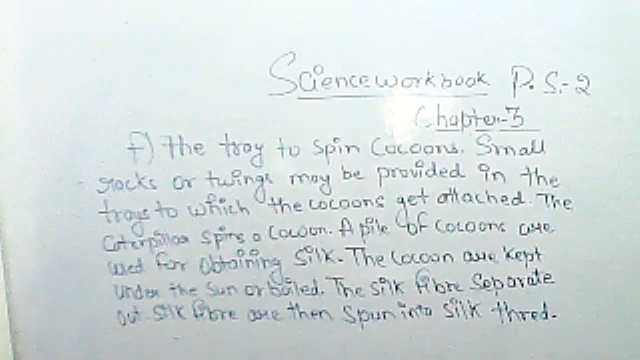 Science workbook P.S.-2
Chapter-3
f) The tray to spin Cocoons. Small
racks or twings may be provided in the
trays to which the cocoons get attached. The
Caterpillar spins a Cocoon. A pile of cocoons are
used for obtaining silk. The Cocoon are kept
under the sun or boiled. The silk fibre Separate
out silk fibre are then spun into silk thred.